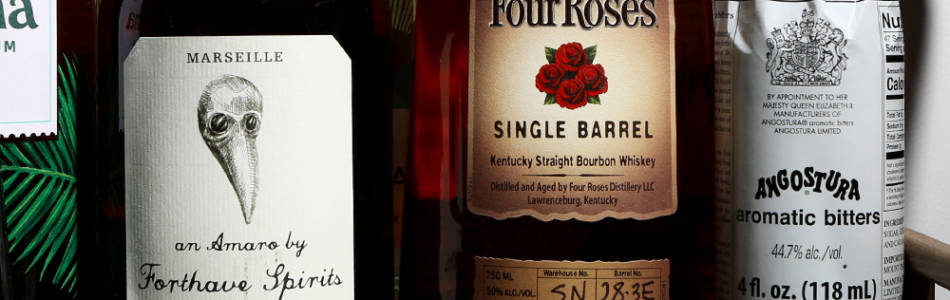 MARSEILLE
an Amaro by
Forthave Spirits
Four Roses
SINGLE BARREL
Kentucky Straight Bourbon Whiskey
Distilled and Aged by Four Roses Distillery LLC
Lawrenceburg, Kentucky
750 ML
Warehouse No.
Barrel No.
50% ALC/VOL.
SN
28-3E
BY APPOINTMENT TO HER
MAJESTY QUEEN ELIZABETH II
MANUFACTURERS OF
ANGOSTURA® aromatic bitters
ANGOSTURA LIMITED
ANGOSTURA
aromatic bitters
44.7% alc./vol.
4 fl. oz. (118 mL)